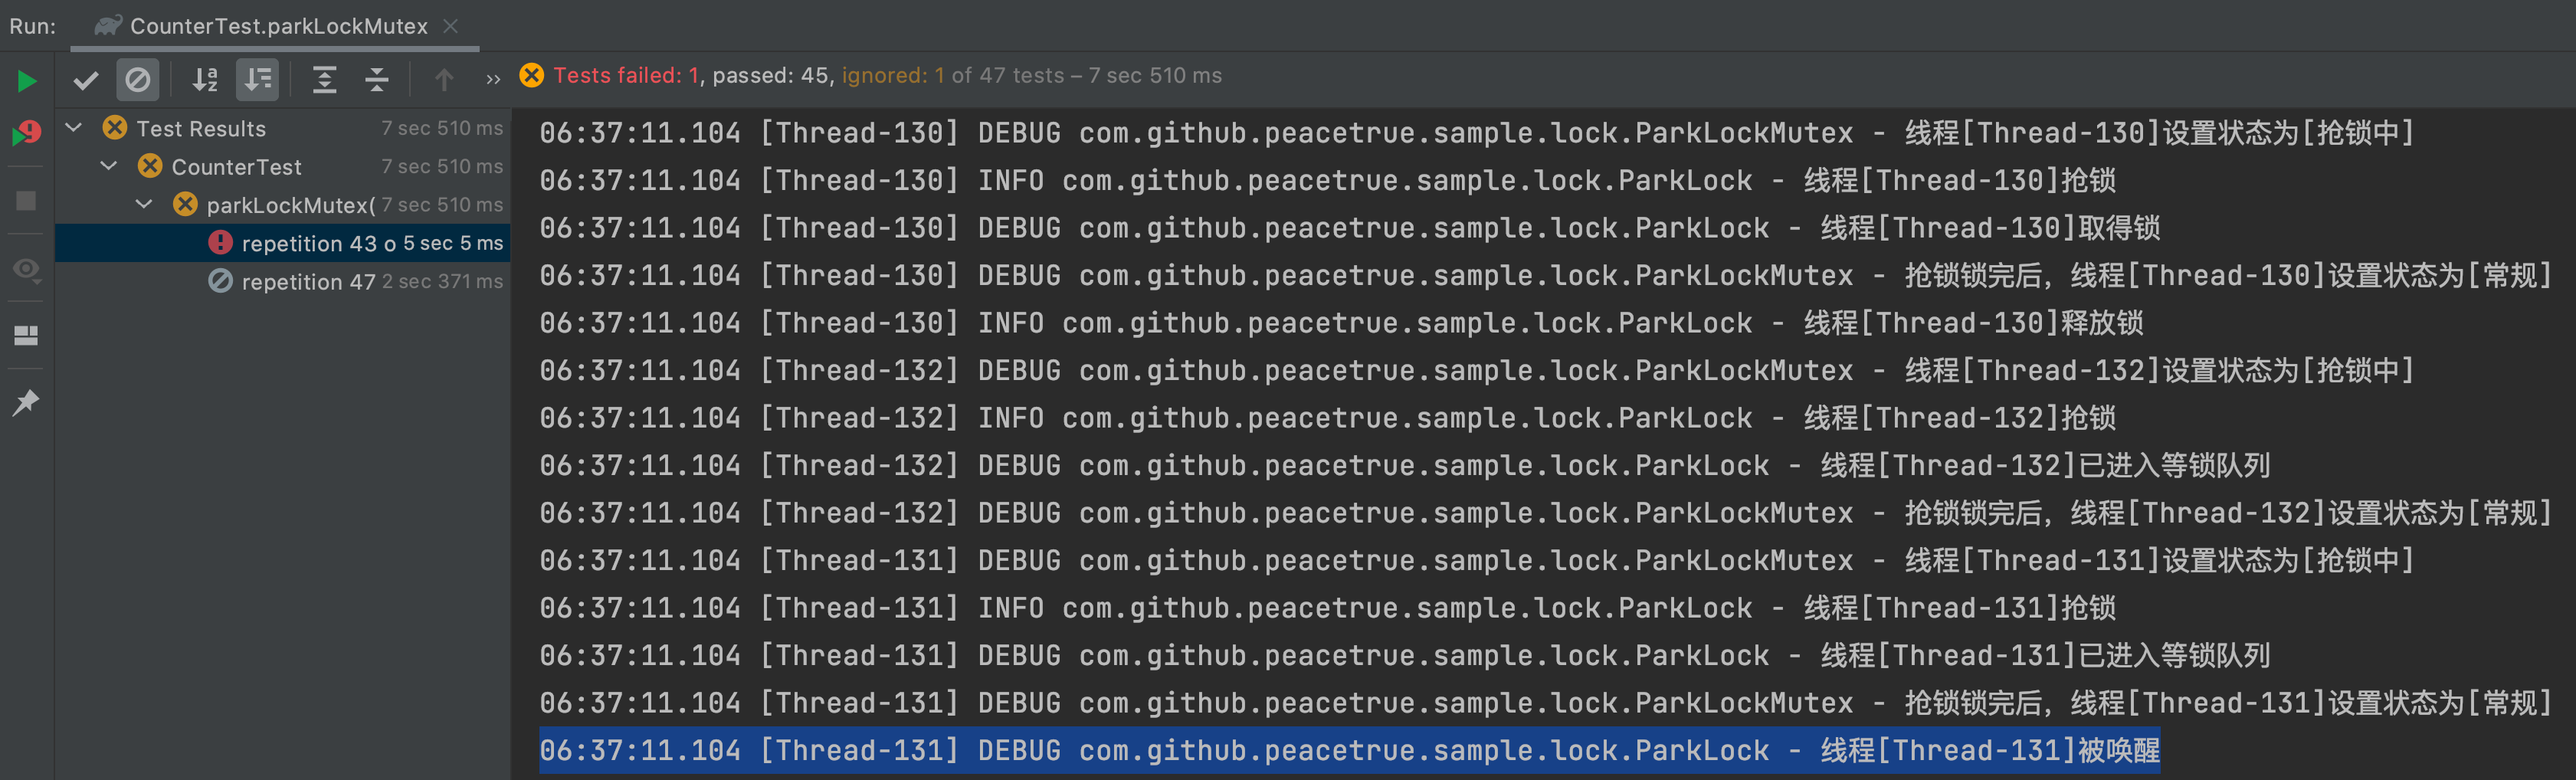 Run: CounterTest.parkLockMutex
Tests failed: 1, passed: 45, ignored: 1 of 47 tests – 7 sec 510 ms
Test Results 7 sec 510 ms
CounterTest 7 sec 510 ms
parkLockMutex( 7 sec 510 ms
repetition 43 o 5 sec 5 ms
repetition 47 2 sec 371 ms
06:37:11.104 [Thread-130] DEBUG com.github.peacetrue.sample.lock.ParkLockMutex - 线程[Thread-130]设置状态为[抢锁中]
06:37:11.104 [Thread-130] INFO com.github.peacetrue.sample.lock.ParkLock - 线程[Thread-130]抢锁
06:37:11.104 [Thread-130] DEBUG com.github.peacetrue.sample.lock.ParkLock - 线程[Thread-130]取得锁
06:37:11.104 [Thread-130] DEBUG com.github.peacetrue.sample.lock.ParkLockMutex - 抢锁锁完后，线程[Thread-130]设置状态为[常规]
06:37:11.104 [Thread-130] INFO com.github.peacetrue.sample.lock.ParkLock - 线程[Thread-130]释放锁
06:37:11.104 [Thread-132] DEBUG com.github.peacetrue.sample.lock.ParkLockMutex - 线程[Thread-132]设置状态为[抢锁中]
06:37:11.104 [Thread-132] INFO com.github.peacetrue.sample.lock.ParkLock - 线程[Thread-132]抢锁
06:37:11.104 [Thread-132] DEBUG com.github.peacetrue.sample.lock.ParkLock - 线程[Thread-132]已进入等锁队列
06:37:11.104 [Thread-132] DEBUG com.github.peacetrue.sample.lock.ParkLockMutex - 抢锁锁完后，线程[Thread-132]设置状态为[常规]
06:37:11.104 [Thread-131] DEBUG com.github.peacetrue.sample.lock.ParkLockMutex - 线程[Thread-131]设置状态为[抢锁中]
06:37:11.104 [Thread-131] INFO com.github.peacetrue.sample.lock.ParkLock - 线程[Thread-131]抢锁
06:37:11.104 [Thread-131] DEBUG com.github.peacetrue.sample.lock.ParkLock - 线程[Thread-131]已进入等锁队列
06:37:11.104 [Thread-131] DEBUG com.github.peacetrue.sample.lock.ParkLockMutex - 抢锁锁完后，线程[Thread-131]设置状态为[常规]
06:37:11.104 [Thread-131] DEBUG com.github.peacetrue.sample.lock.ParkLock - 线程[Thread-131]被唤醒